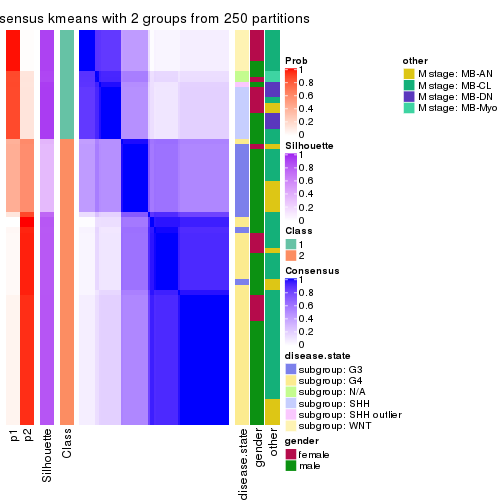 sensus kmeans with 2 groups from 250 partitions
p1
p2
Silhouette
Class
disease.state
gender
other
Prob
1
0.8
0.6
0.4
0.2
0
Silhouette
1
0.8
0.6
0.4
0.2
0
Class
1
2
Consensus
1
0.8
0.6
0.4
0.2
0
disease.state
subgroup: G3
subgroup: G4
subgroup: N/A
subgroup: SHH
subgroup: SHH outlier
subgroup: WNT
gender
female
male
other
M stage: MB-AN
M stage: MB-CL
M stage: MB-DN
M stage: MB-Myo